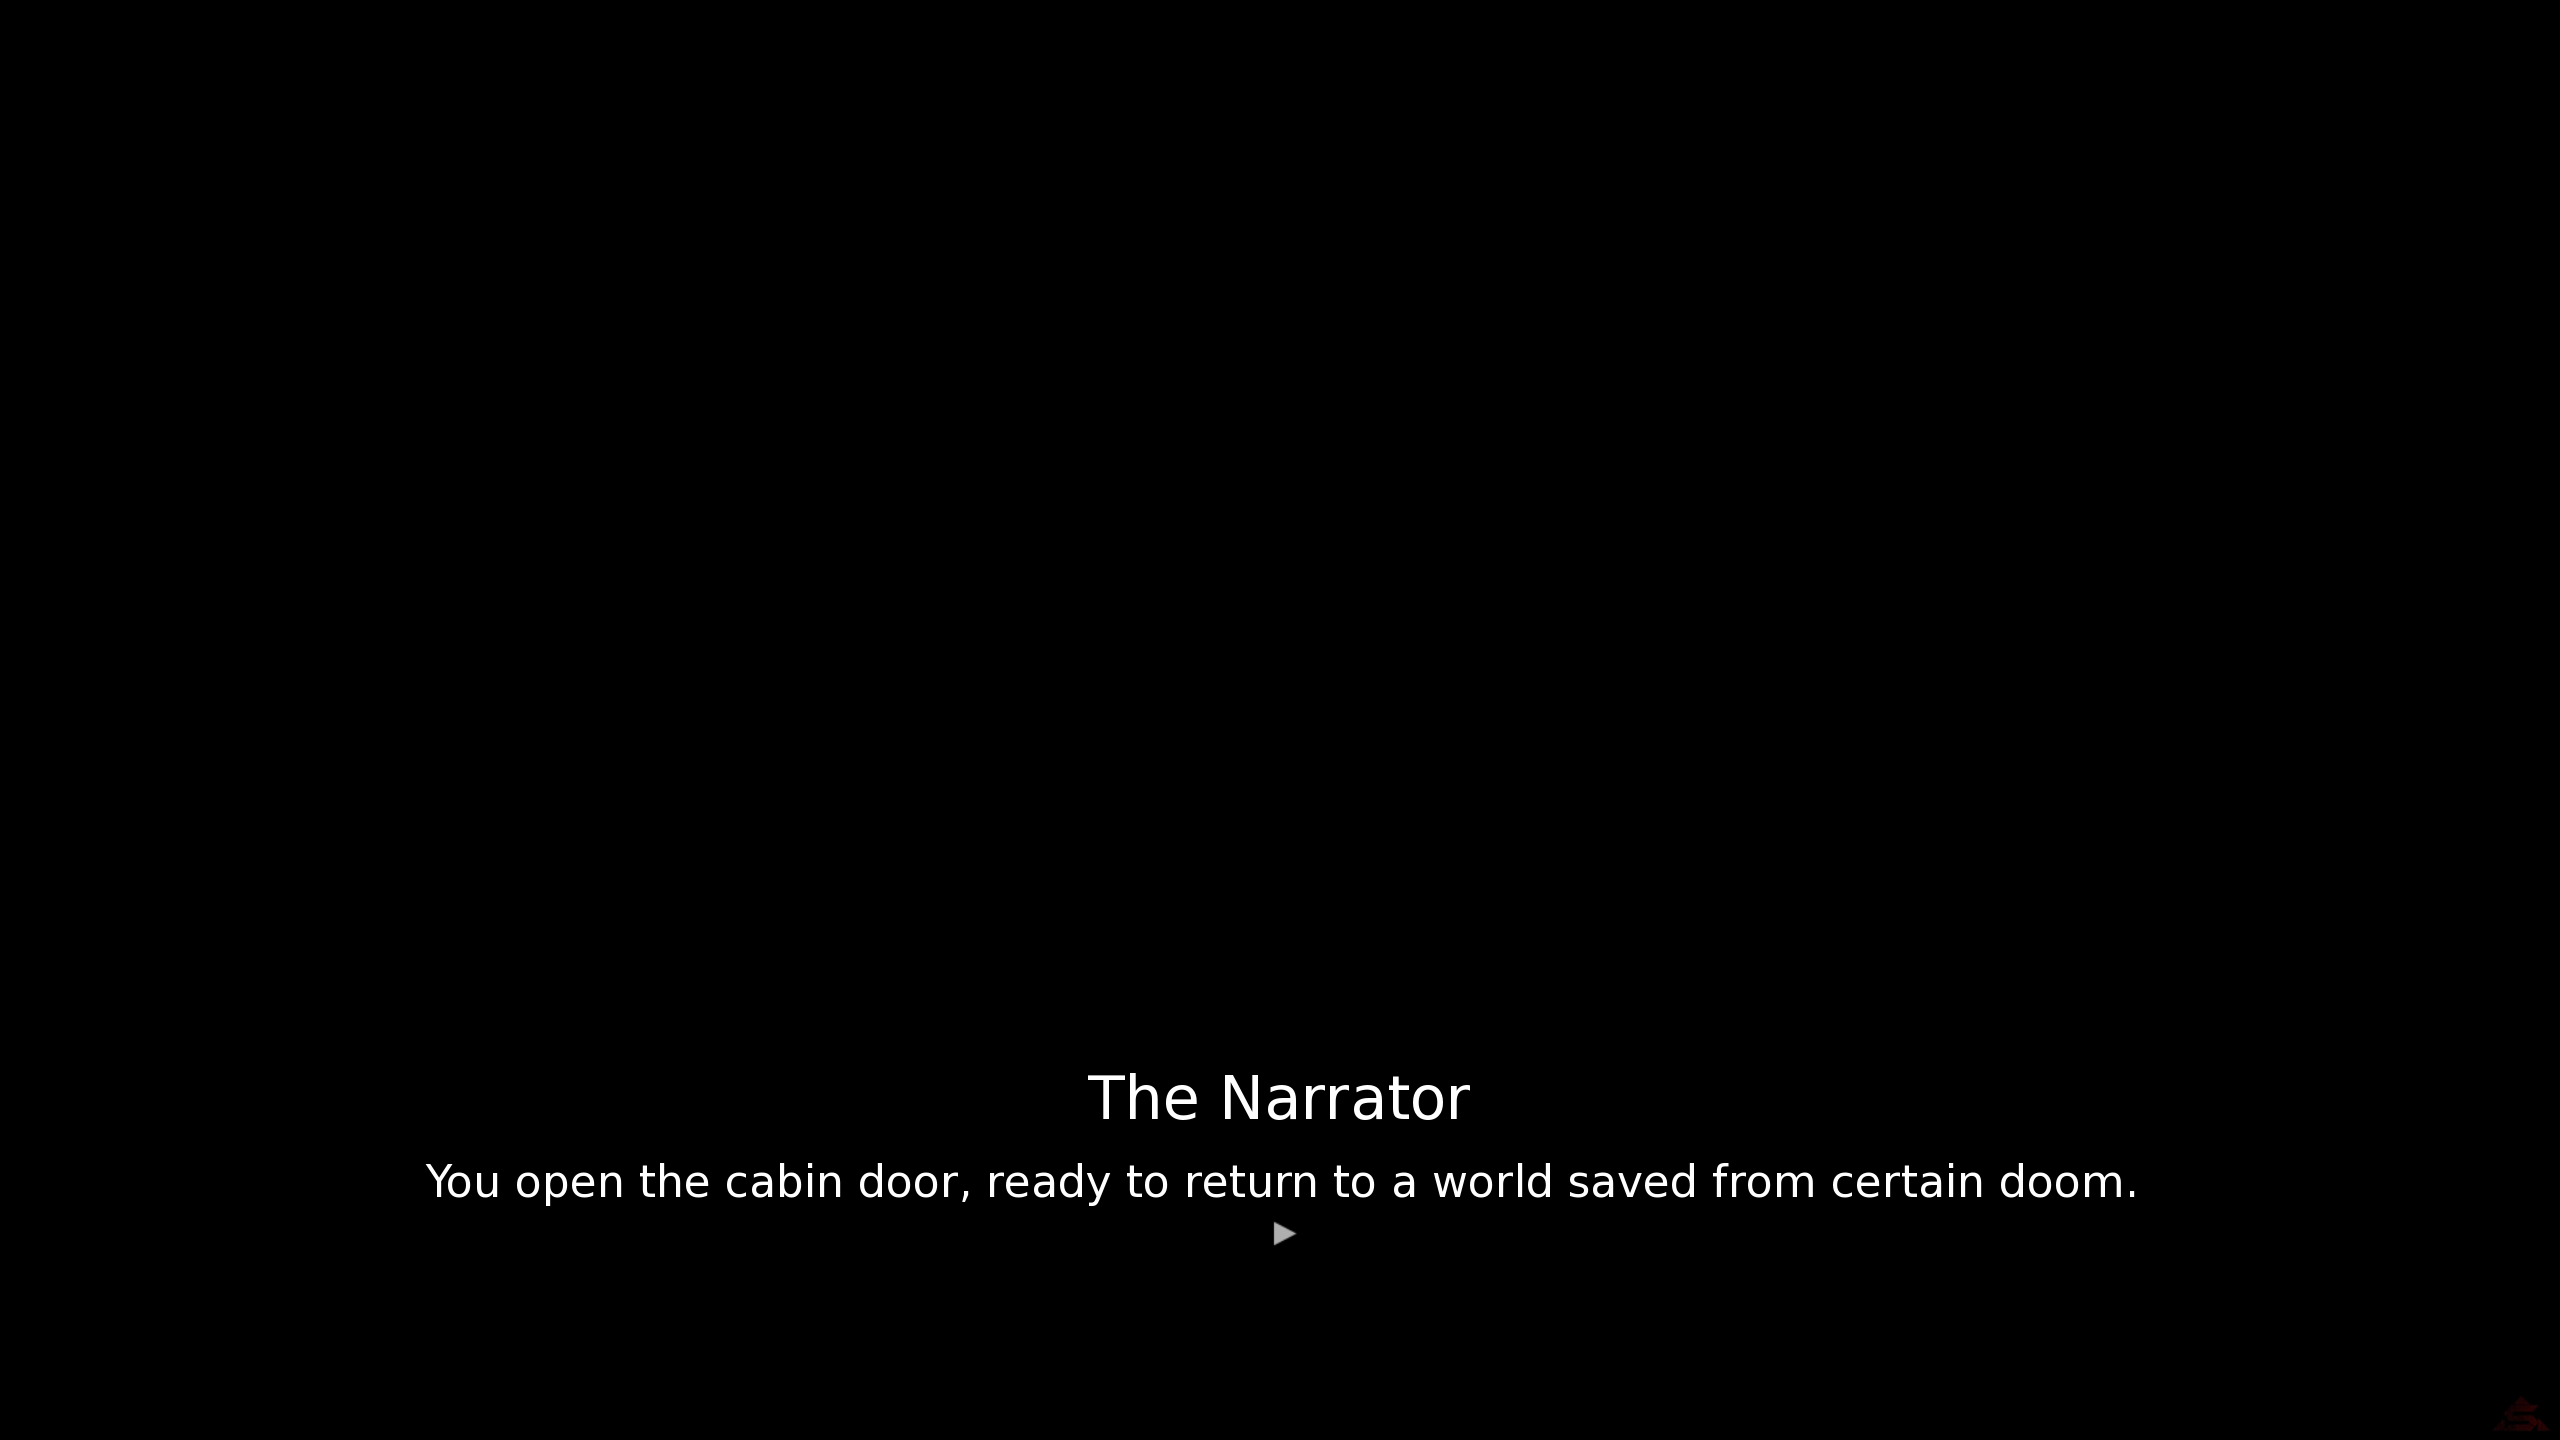 The Narrator
You open the cabin door, ready to return to a world saved from certain doom.